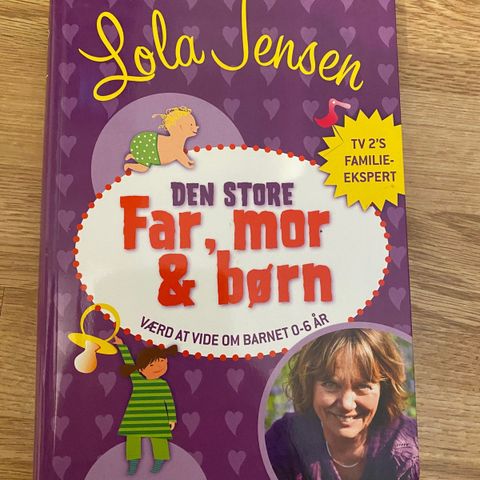 Lola Jensen
TV 2'S
FAMILIE-
EKSPERT
DEN STORE
Far, mor
& børn
VÆRD AT VIDE OM BARNET 0-6 ÅR